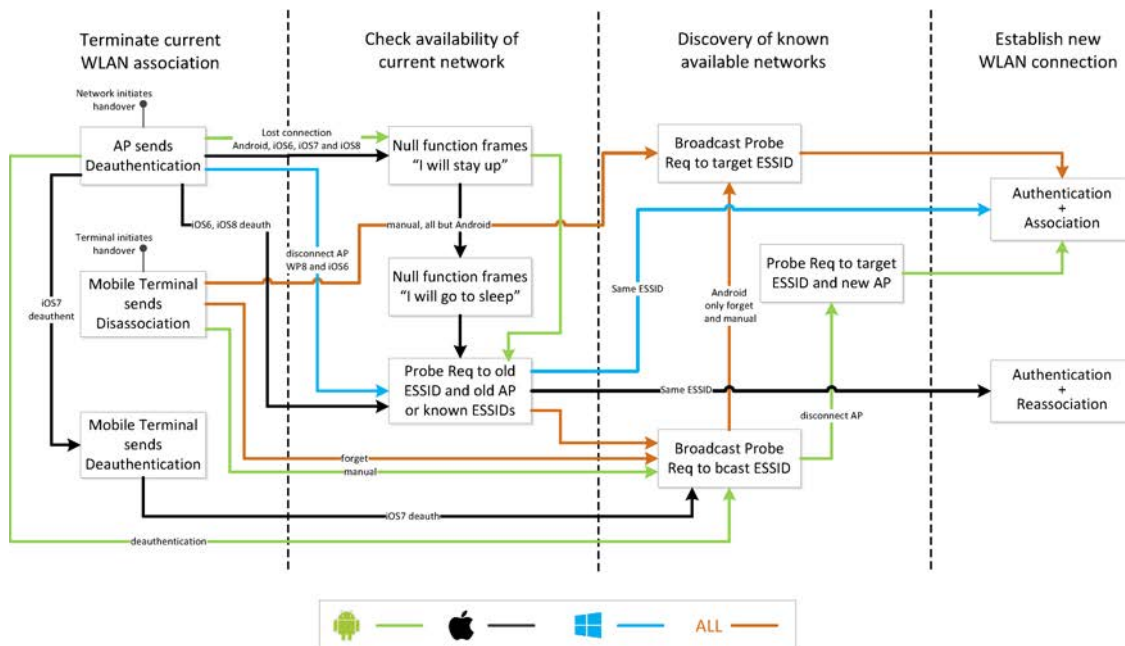 Terminate current
WLAN association
Check availability of
current network
Discovery of known
available networks
Establish new
WLAN connection
Network initiates
handover
AP sends
Deauthentication
Lost connection
Android, iOS6, iOS7 and iOS8
Null function frames
“I will stay up”
Broadcast Probe
Req to target ESSID
Authentication
+
Association
iOS6, iOS8 deauth
manual, all but Android
Terminal initiates
handover
disconnect AP
WP8 and iOS6
Mobile Terminal
sends
Disassociation
Null function frames
“I will go to sleep”
Same ESSID
Android
only forget
and manual
Probe Req to target
ESSID and new AP
iOS7
deauthent
Probe Req to old
ESSID and old AP
or known ESSIDs
Same ESSID
Authentication
+
Reassociation
disconnect AP
Mobile Terminal
sends
Deauthentication
forget
manual
Broadcast Probe
Req to bcast ESSID
iOS7 deauth
deauthentication
ALL